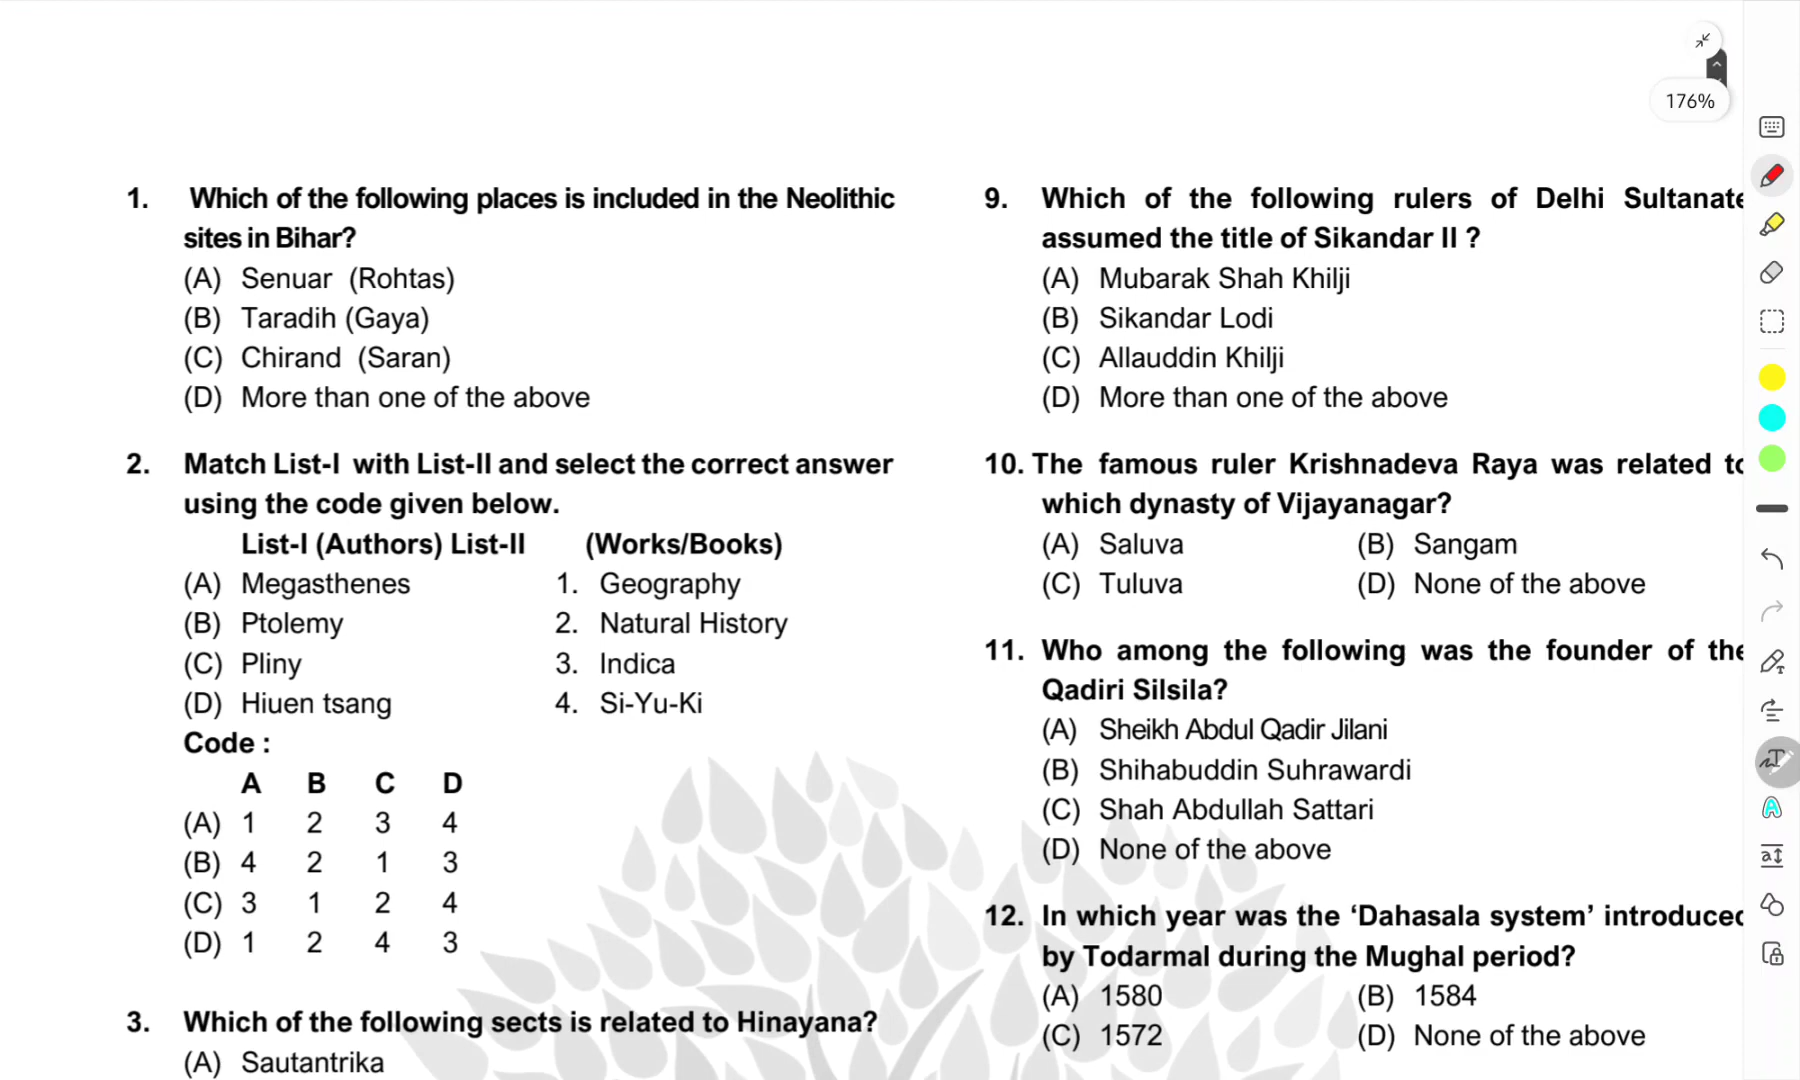 176%
1. Which of the following places is included in the Neolithic
sites in Bihar?
(A) Senuar (Rohtas)
(B) Taradih (Gaya)
(C) Chirand (Saran)
(D) More than one of the above
2. Match List-I with List-II and select the correct answer
using the code given below.
List-I (Authors) List-II (Works/Books)
(A) Megasthenes 1. Geography
(B) Ptolemy 2. Natural History
(C) Pliny 3. Indica
(D) Hiuen tsang 4. Si-Yu-Ki
Code :
A B C D
(A) 1 2 3 4
(B) 4 2 1 3
(C) 3 1 2 4
(D) 1 2 4 3
3. Which of the following sects is related to Hinayana?
(A) Sautantrika
9. Which of the following rulers of Delhi Sultanate
assumed the title of Sikandar II ?
(A) Mubarak Shah Khilji
(B) Sikandar Lodi
(C) Allauddin Khilji
(D) More than one of the above
10. The famous ruler Krishnadeva Raya was related to
which dynasty of Vijayanagar?
(A) Saluva (B) Sangam
(C) Tuluva (D) None of the above
11. Who among the following was the founder of the
Qadiri Silsila?
(A) Sheikh Abdul Qadir Jilani
(B) Shihabuddin Suhrawardi
(C) Shah Abdullah Sattari
(D) None of the above
12. In which year was the ‘Dahasala system’ introduced
by Todarmal during the Mughal period?
(A) 1580 (B) 1584
(C) 1572 (D) None of the above